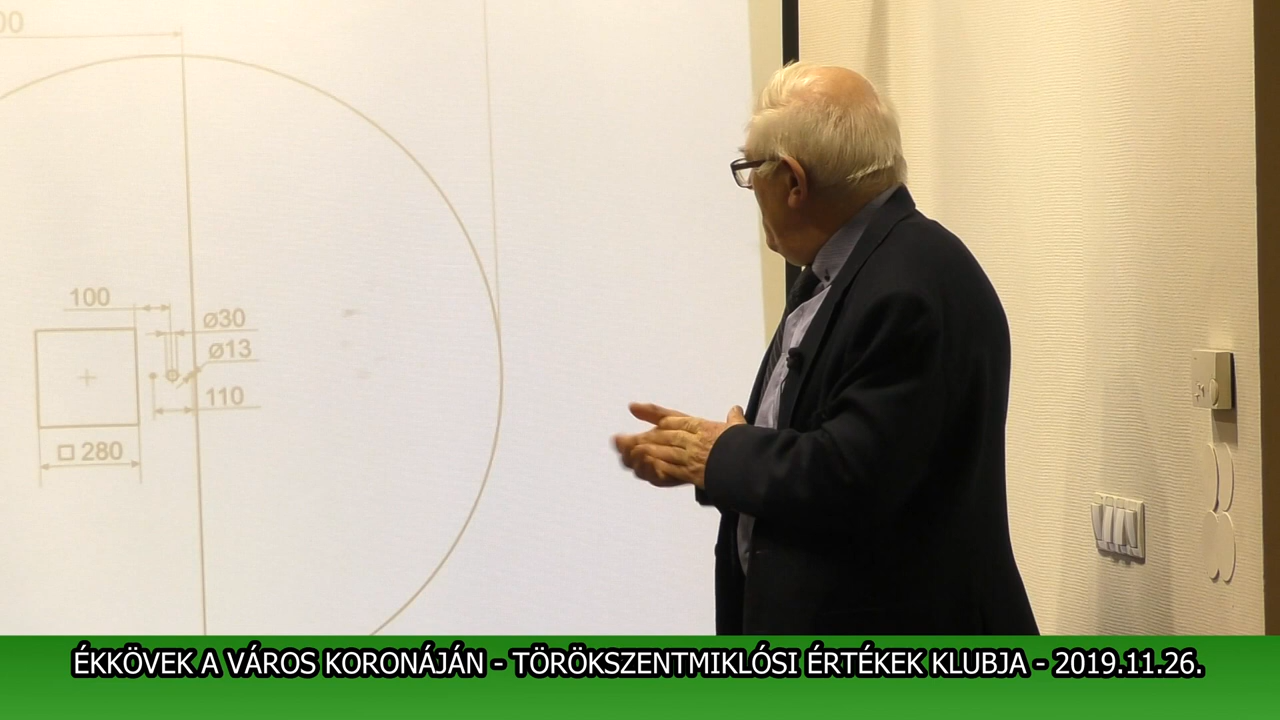 00
100
ø30
ø13
110
□ 280
ÉKKÖVEK A VÁROS KORONÁJÁN - TÖRÖKSZENTMIKLÓSI ÉRTÉKEK KLUBJA - 2019.11.26.